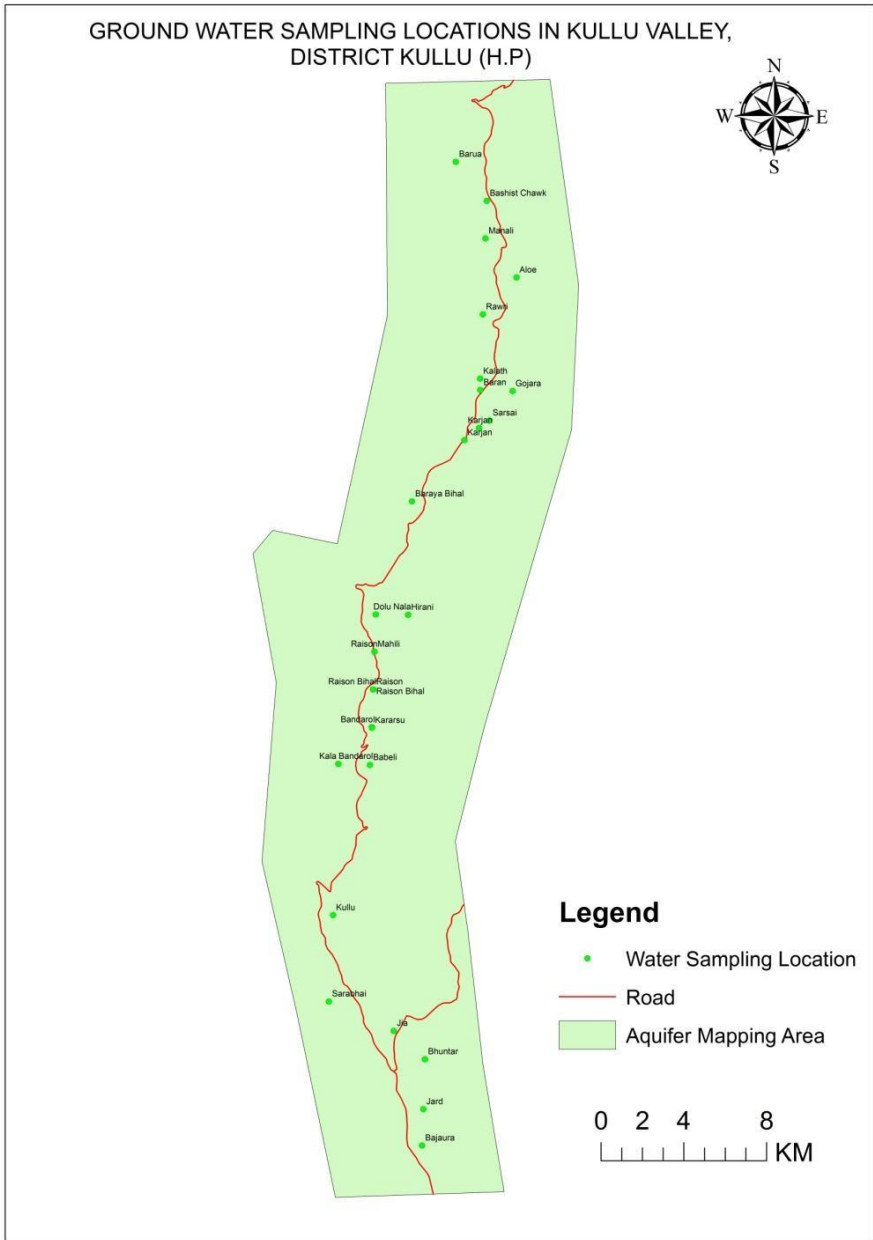 GROUND WATER SAMPLING LOCATIONS IN KULLU VALLEY,
DISTRICT KULLU (H.P)
N
W
E
S
Barua
Bashist Chawk
Manali
Aloe
Rawri
Kalath
Baran
Gojara
Sarsai
Karjan
Karjan
Baraya Bihal
Dolu Nala
Hirani
Raison
Mahili
Raison Bihal
Raison
Raison Bihal
Bandarol
Kararsu
Kala Bandarol
Babeli
Kullu
Sarabhai
Jia
Bhuntar
Jard
Bajaura
Legend
Water Sampling Location
Road
Aquifer Mapping Area
0 2 4 8
KM